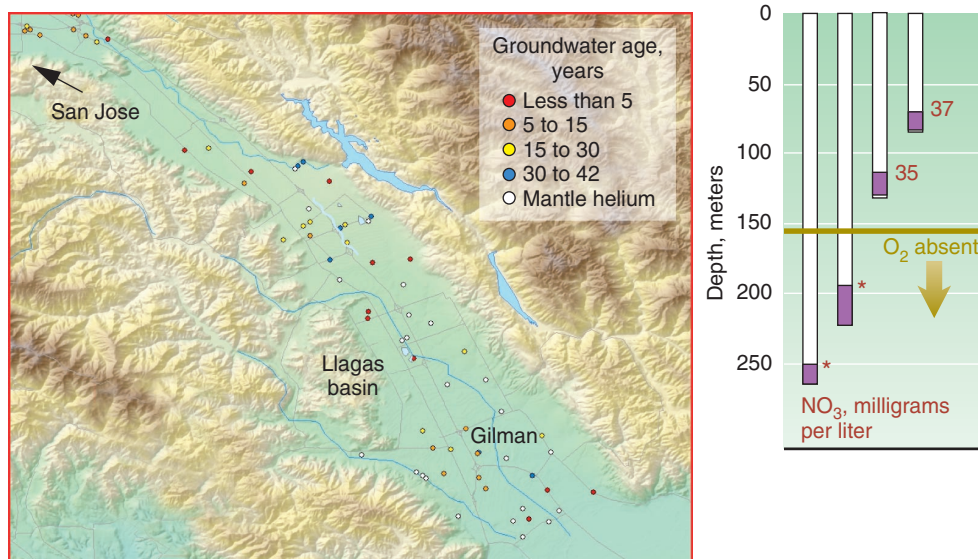 Groundwater age,
years
Less than 5
5 to 15
15 to 30
30 to 42
Mantle helium
San Jose
Llagas
basin
Gilman
Depth, meters
0
50
100
150
200
250
37
35
O₂ absent
*
*
NO₃, milligrams
per liter